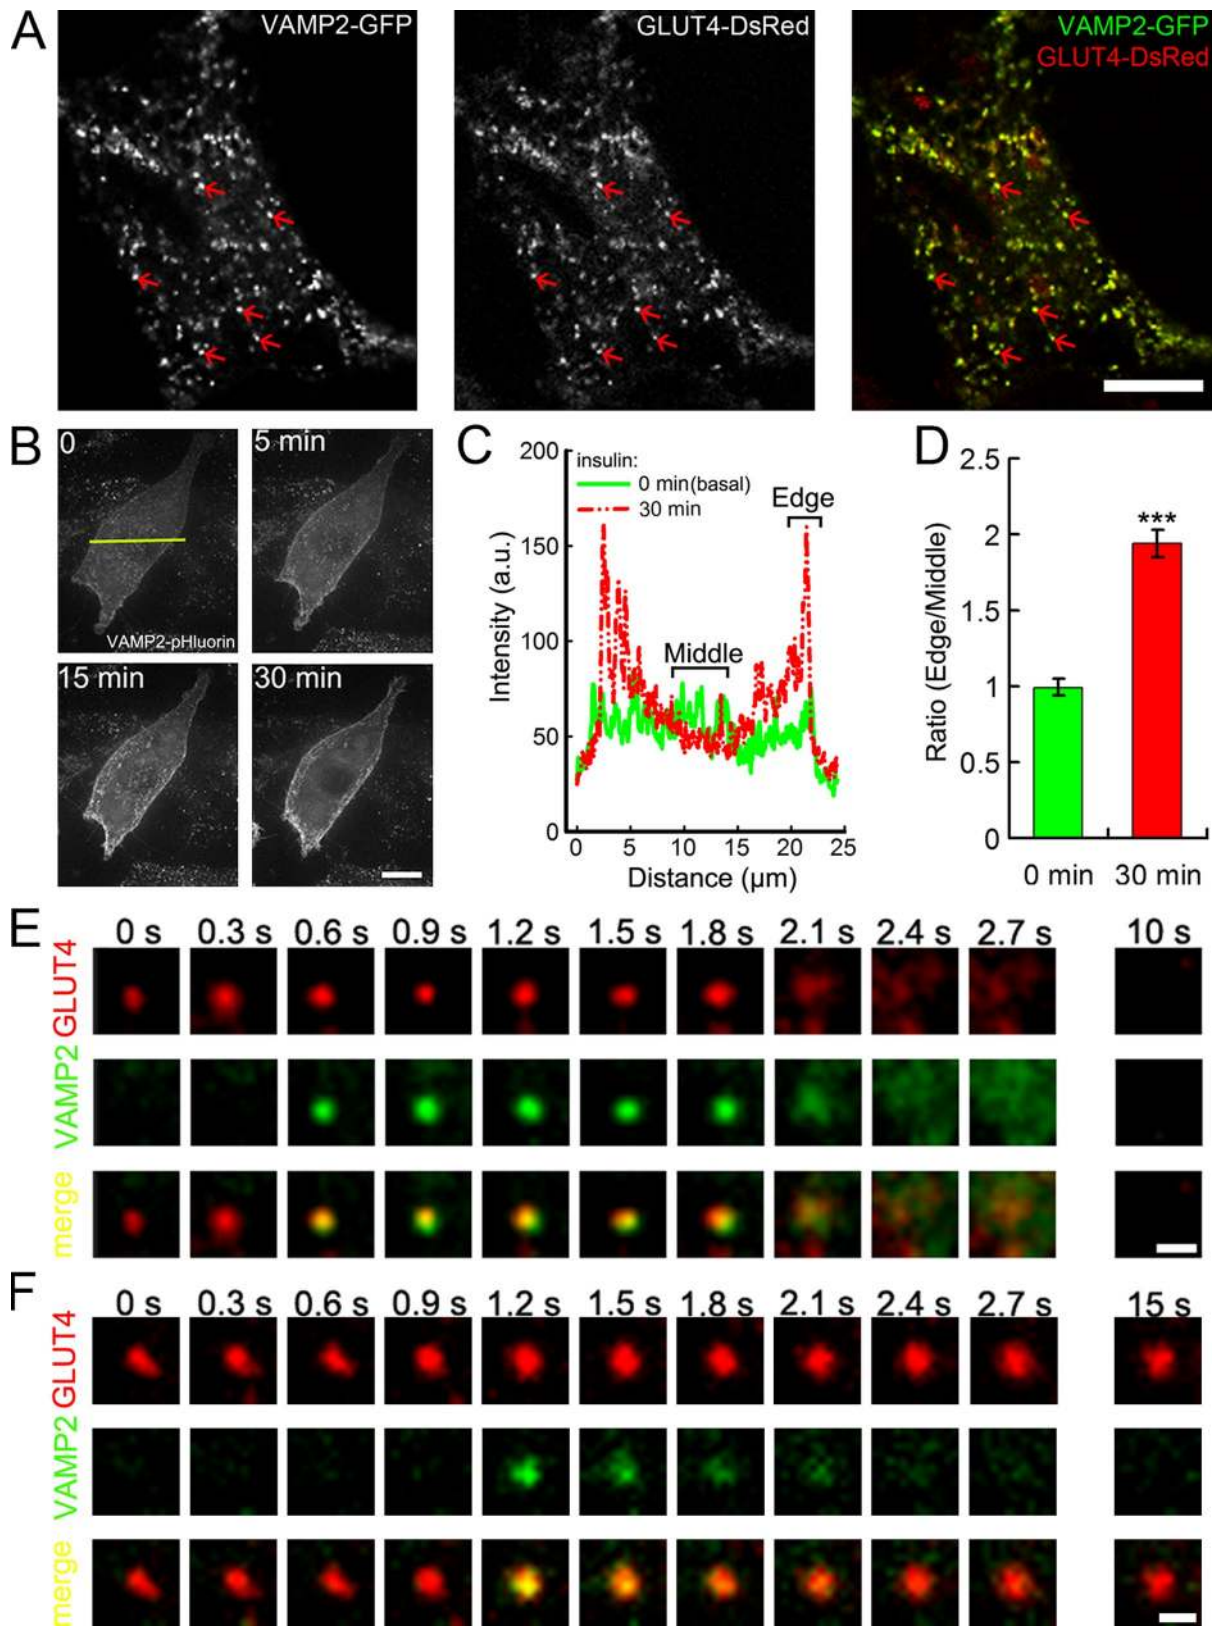 A
VAMP2-GFP
GLUT4-DsRed
VAMP2-GFP
GLUT4-DsRed
B
0
5 min
VAMP2-pHluorin
15 min
30 min
C
200
150
100
50
0
insulin:
0 min(basal)
30 min
Edge
Middle
Intensity (a.u.)
0 5 10 15 20 25
Distance (µm)
D
2.5
2
1.5
1
0.5
0
***
Ratio (Edge/Middle)
0 min 30 min
E
0 s 0.3 s 0.6 s 0.9 s 1.2 s 1.5 s 1.8 s 2.1 s 2.4 s 2.7 s 10 s
GLUT4
VAMP2
merge
F
0 s 0.3 s 0.6 s 0.9 s 1.2 s 1.5 s 1.8 s 2.1 s 2.4 s 2.7 s 15 s
GLUT4
VAMP2
merge